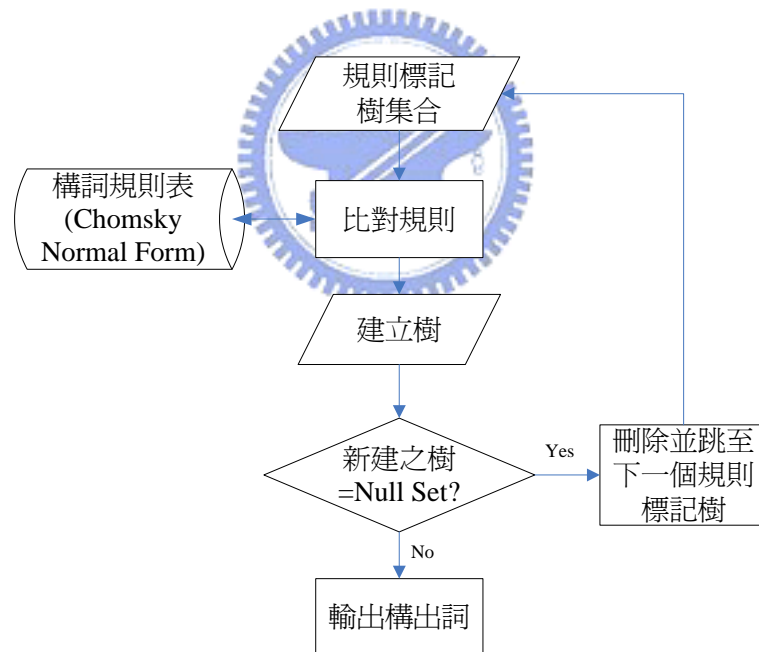 規則標記
樹集合
構詞規則表
(Chomsky
Normal Form)
比對規則
建立樹
新建之樹
=Null Set?
Yes
刪除並跳至
下一個規則
標記樹
No
輸出構出詞